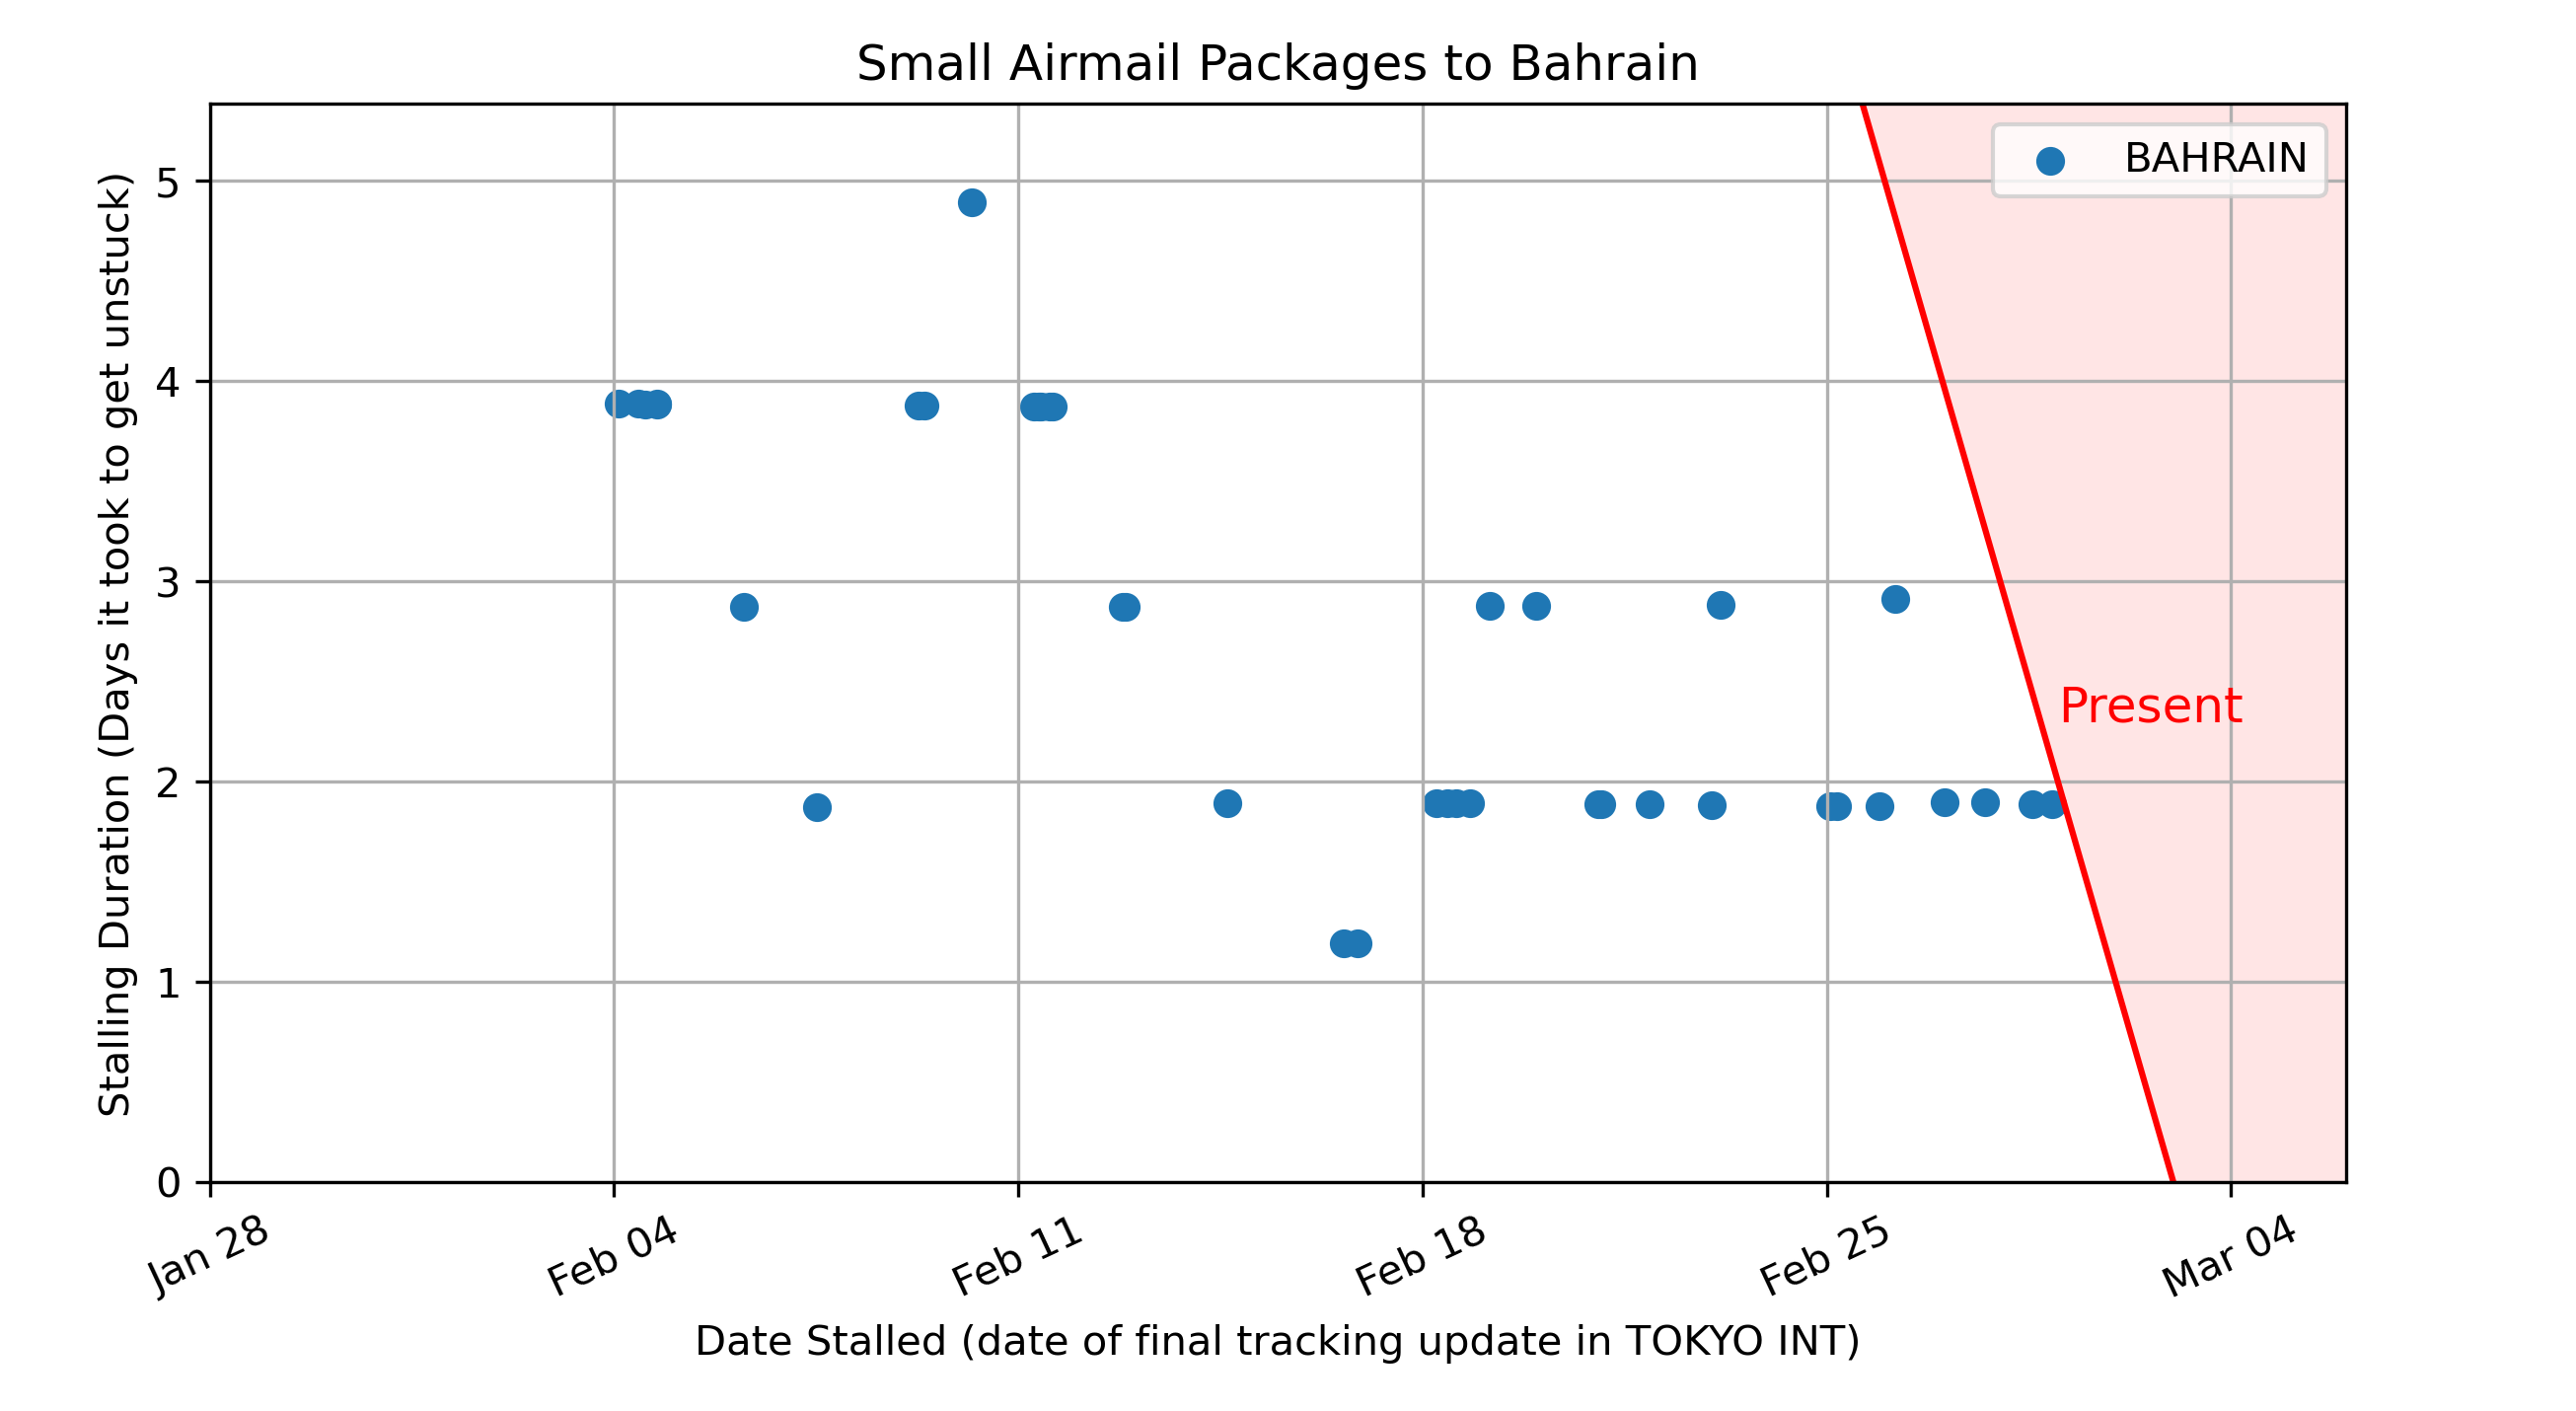 Small Airmail Packages to Bahrain
BAHRAIN
Stalling Duration (Days it took to get unstuck)
5
4
3
2
1
0
Present
Jan 28
Feb 04
Feb 11
Feb 18
Feb 25
Mar 04
Date Stalled (date of final tracking update in TOKYO INT)